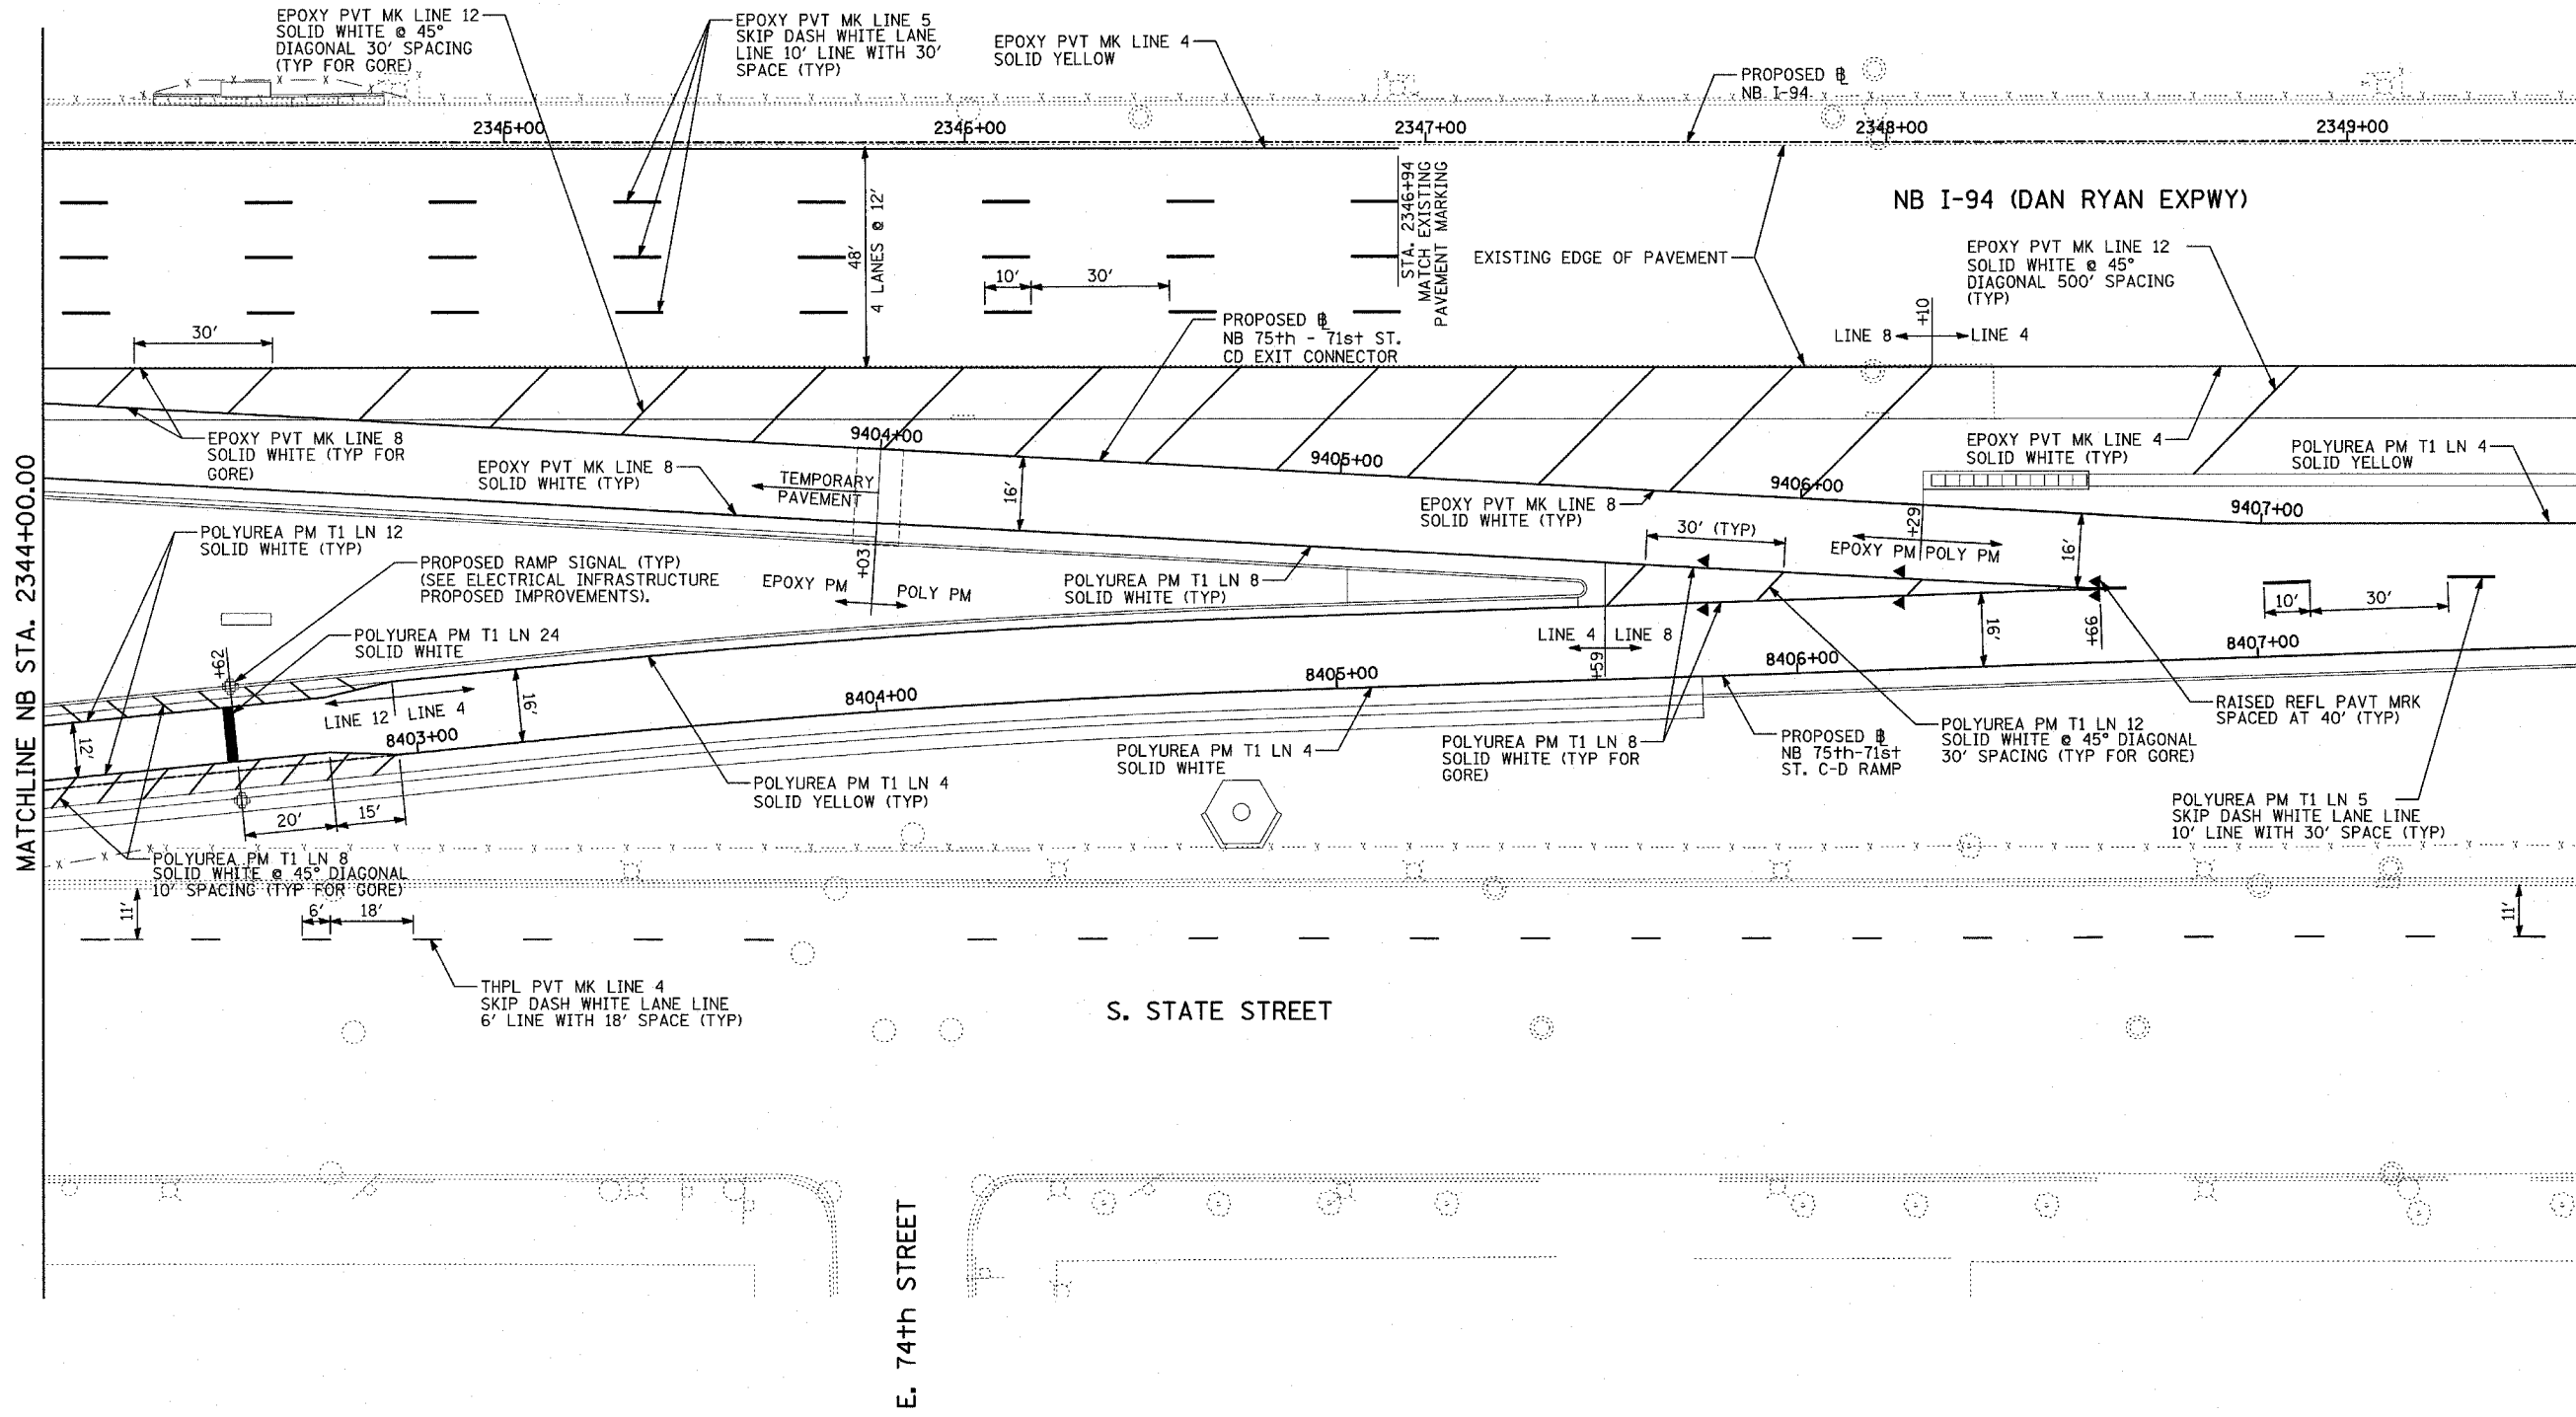 EPOXY PVT MK LINE 12
SOLID WHITE @ 45°
DIAGONAL 30' SPACING
(TYP FOR GORE)
EPOXY PVT MK LINE 5
SKIP DASH WHITE LANE
LINE 10' LINE WITH 30'
SPACE (TYP)
EPOXY PVT MK LINE 4
SOLID YELLOW
PROPOSED BL
NB I-94
2345+00
2346+00
2347+00
2348+00
2349+00
48'
4 LANES @ 12'
STA. 2346+94
MATCH EXISTING
PAVEMENT MARKING
NB I-94 (DAN RYAN EXPWY)
EXISTING EDGE OF PAVEMENT
EPOXY PVT MK LINE 12
SOLID WHITE @ 45°
DIAGONAL 500' SPACING
(TYP)
10'
30'
30'
PROPOSED BL
NB 75th - 71st ST.
CD EXIT CONNECTOR
+10
LINE 8
LINE 4
EPOXY PVT MK LINE 8
SOLID WHITE (TYP FOR
GORE)
9404+00
9405+00
9406+00
9407+00
EPOXY PVT MK LINE 8
SOLID WHITE (TYP)
TEMPORARY
PAVEMENT
16'
EPOXY PVT MK LINE 8
SOLID WHITE (TYP)
EPOXY PVT MK LINE 4
SOLID WHITE (TYP)
POLYUREA PM T1 LN 4
SOLID YELLOW
MATCHLINE NB STA. 2344+00.00
POLYUREA PM T1 LN 12
SOLID WHITE (TYP)
PROPOSED RAMP SIGNAL (TYP)
(SEE ELECTRICAL INFRASTRUCTURE
PROPOSED IMPROVEMENTS).
+03
EPOXY PM
POLY PM
POLYUREA PM T1 LN 8
SOLID WHITE (TYP)
30' (TYP)
+29
EPOXY PM
POLY PM
16'
10'
30'
POLYUREA PM T1 LN 24
SOLID WHITE
+62
LINE 12
LINE 4
16'
12'
LINE 4
LINE 8
+59
16'
+66
8403+00
8404+00
8405+00
8406+00
8407+00
20'
15'
POLYUREA PM T1 LN 4
SOLID YELLOW (TYP)
POLYUREA PM T1 LN 4
SOLID WHITE
POLYUREA PM T1 LN 8
SOLID WHITE (TYP FOR
GORE)
PROPOSED BL
NB 75th-71st
ST. C-D RAMP
POLYUREA PM T1 LN 12
SOLID WHITE @ 45° DIAGONAL
30' SPACING (TYP FOR GORE)
RAISED REFL PAVT MRK
SPACED AT 40' (TYP)
POLYUREA PM T1 LN 5
SKIP DASH WHITE LANE LINE
10' LINE WITH 30' SPACE (TYP)
POLYUREA PM T1 LN 8
SOLID WHITE @ 45° DIAGONAL
10' SPACING (TYP FOR GORE)
11'
6'
18'
11'
THPL PVT MK LINE 4
SKIP DASH WHITE LANE LINE
6' LINE WITH 18' SPACE (TYP)
S. STATE STREET
E. 74th STREET